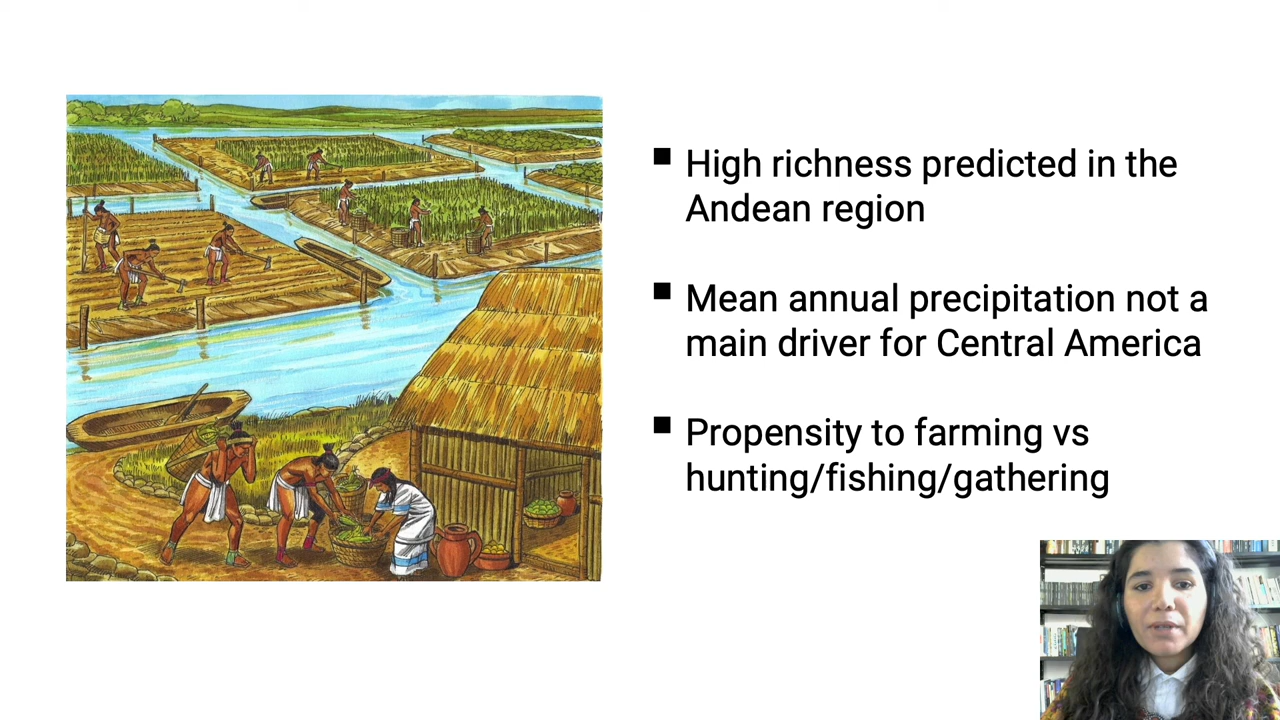 High richness predicted in the
Andean region
Mean annual precipitation not a
main driver for Central America
Propensity to farming vs
hunting/fishing/gathering